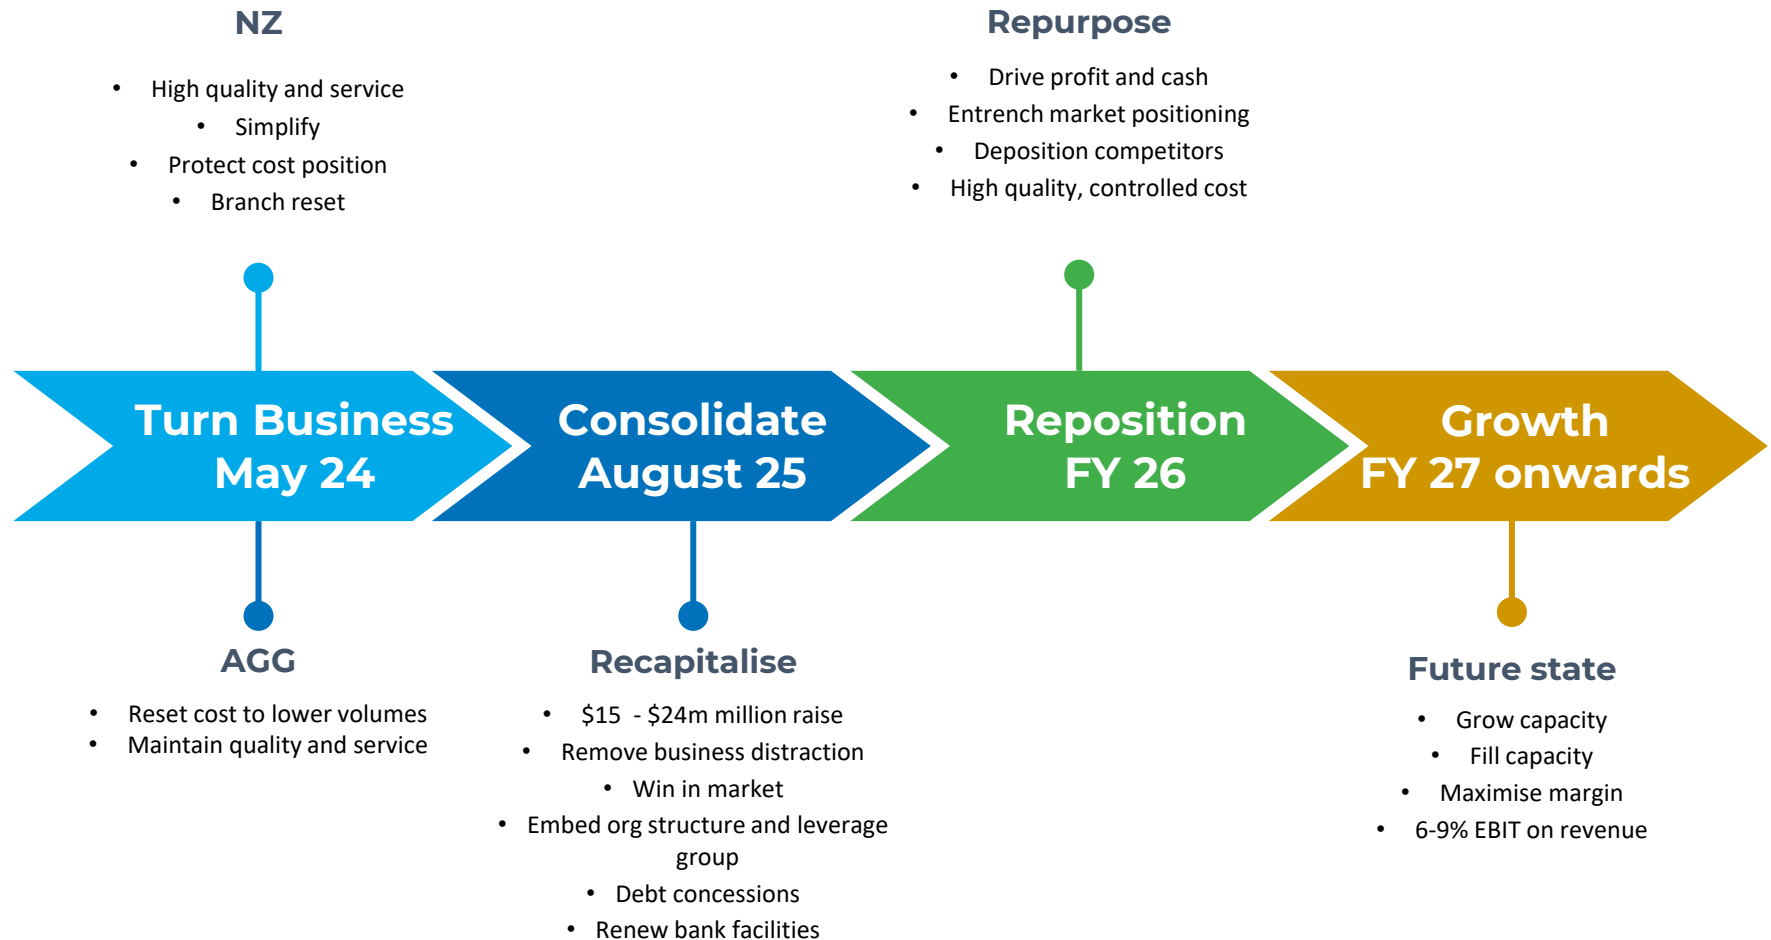 NZ
• High quality and service
• Simplify
• Protect cost position
• Branch reset
Repurpose
• Drive profit and cash
• Entrench market positioning
• Deposition competitors
• High quality, controlled cost
Turn Business
May 24
Consolidate
August 25
Reposition
FY 26
Growth
FY 27 onwards
AGG
• Reset cost to lower volumes
• Maintain quality and service
Recapitalise
• $15 - $24m million raise
• Remove business distraction
• Win in market
• Embed org structure and leverage
group
• Debt concessions
• Renew bank facilities
Future state
• Grow capacity
• Fill capacity
• Maximise margin
• 6-9% EBIT on revenue